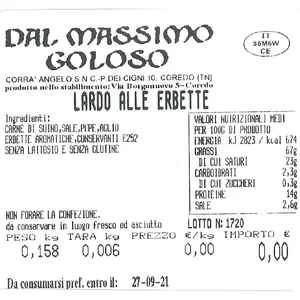 DAL MASSIMO
GOLOSO
IT
S6M6W
CE
CORRA' ANGELO S N C -P.DEI CIGNI 10, COREDO (TN)
prodotto nello stabilimento: Via Borgonuovo 5-Coredo
LARDO ALLE ERBETTE
Ingredienti:
CARNE DI SUINO,SALE,PEPE,AGLIO
ERBETTE AROMATICHE,CONSERVANTI E252
SENZA LATTOSIO E SENZA GLUTINE
VALORI NUTRIZIONALI MEDI
PER 100G DI PRODOTTO
ENERGIA kJ 2823 / kcal 674
GRASSI g/
DI CUI SATURI 23g
CARBOIDRATI 2,3g
DI CUI ZUCCHERI 0,3g
PROTEINE 14g
SALE 2,6g
NON FORARE LA CONFEZIONE.
da conservare in luogo fresco ed asciutto
LOTTO N: 1720
PESO kg TARA kg PREZZO €/kg IMPORTO €
0,158 0,006 0,00 0,00
Da consumarsi pref. entro il: 27-09-21